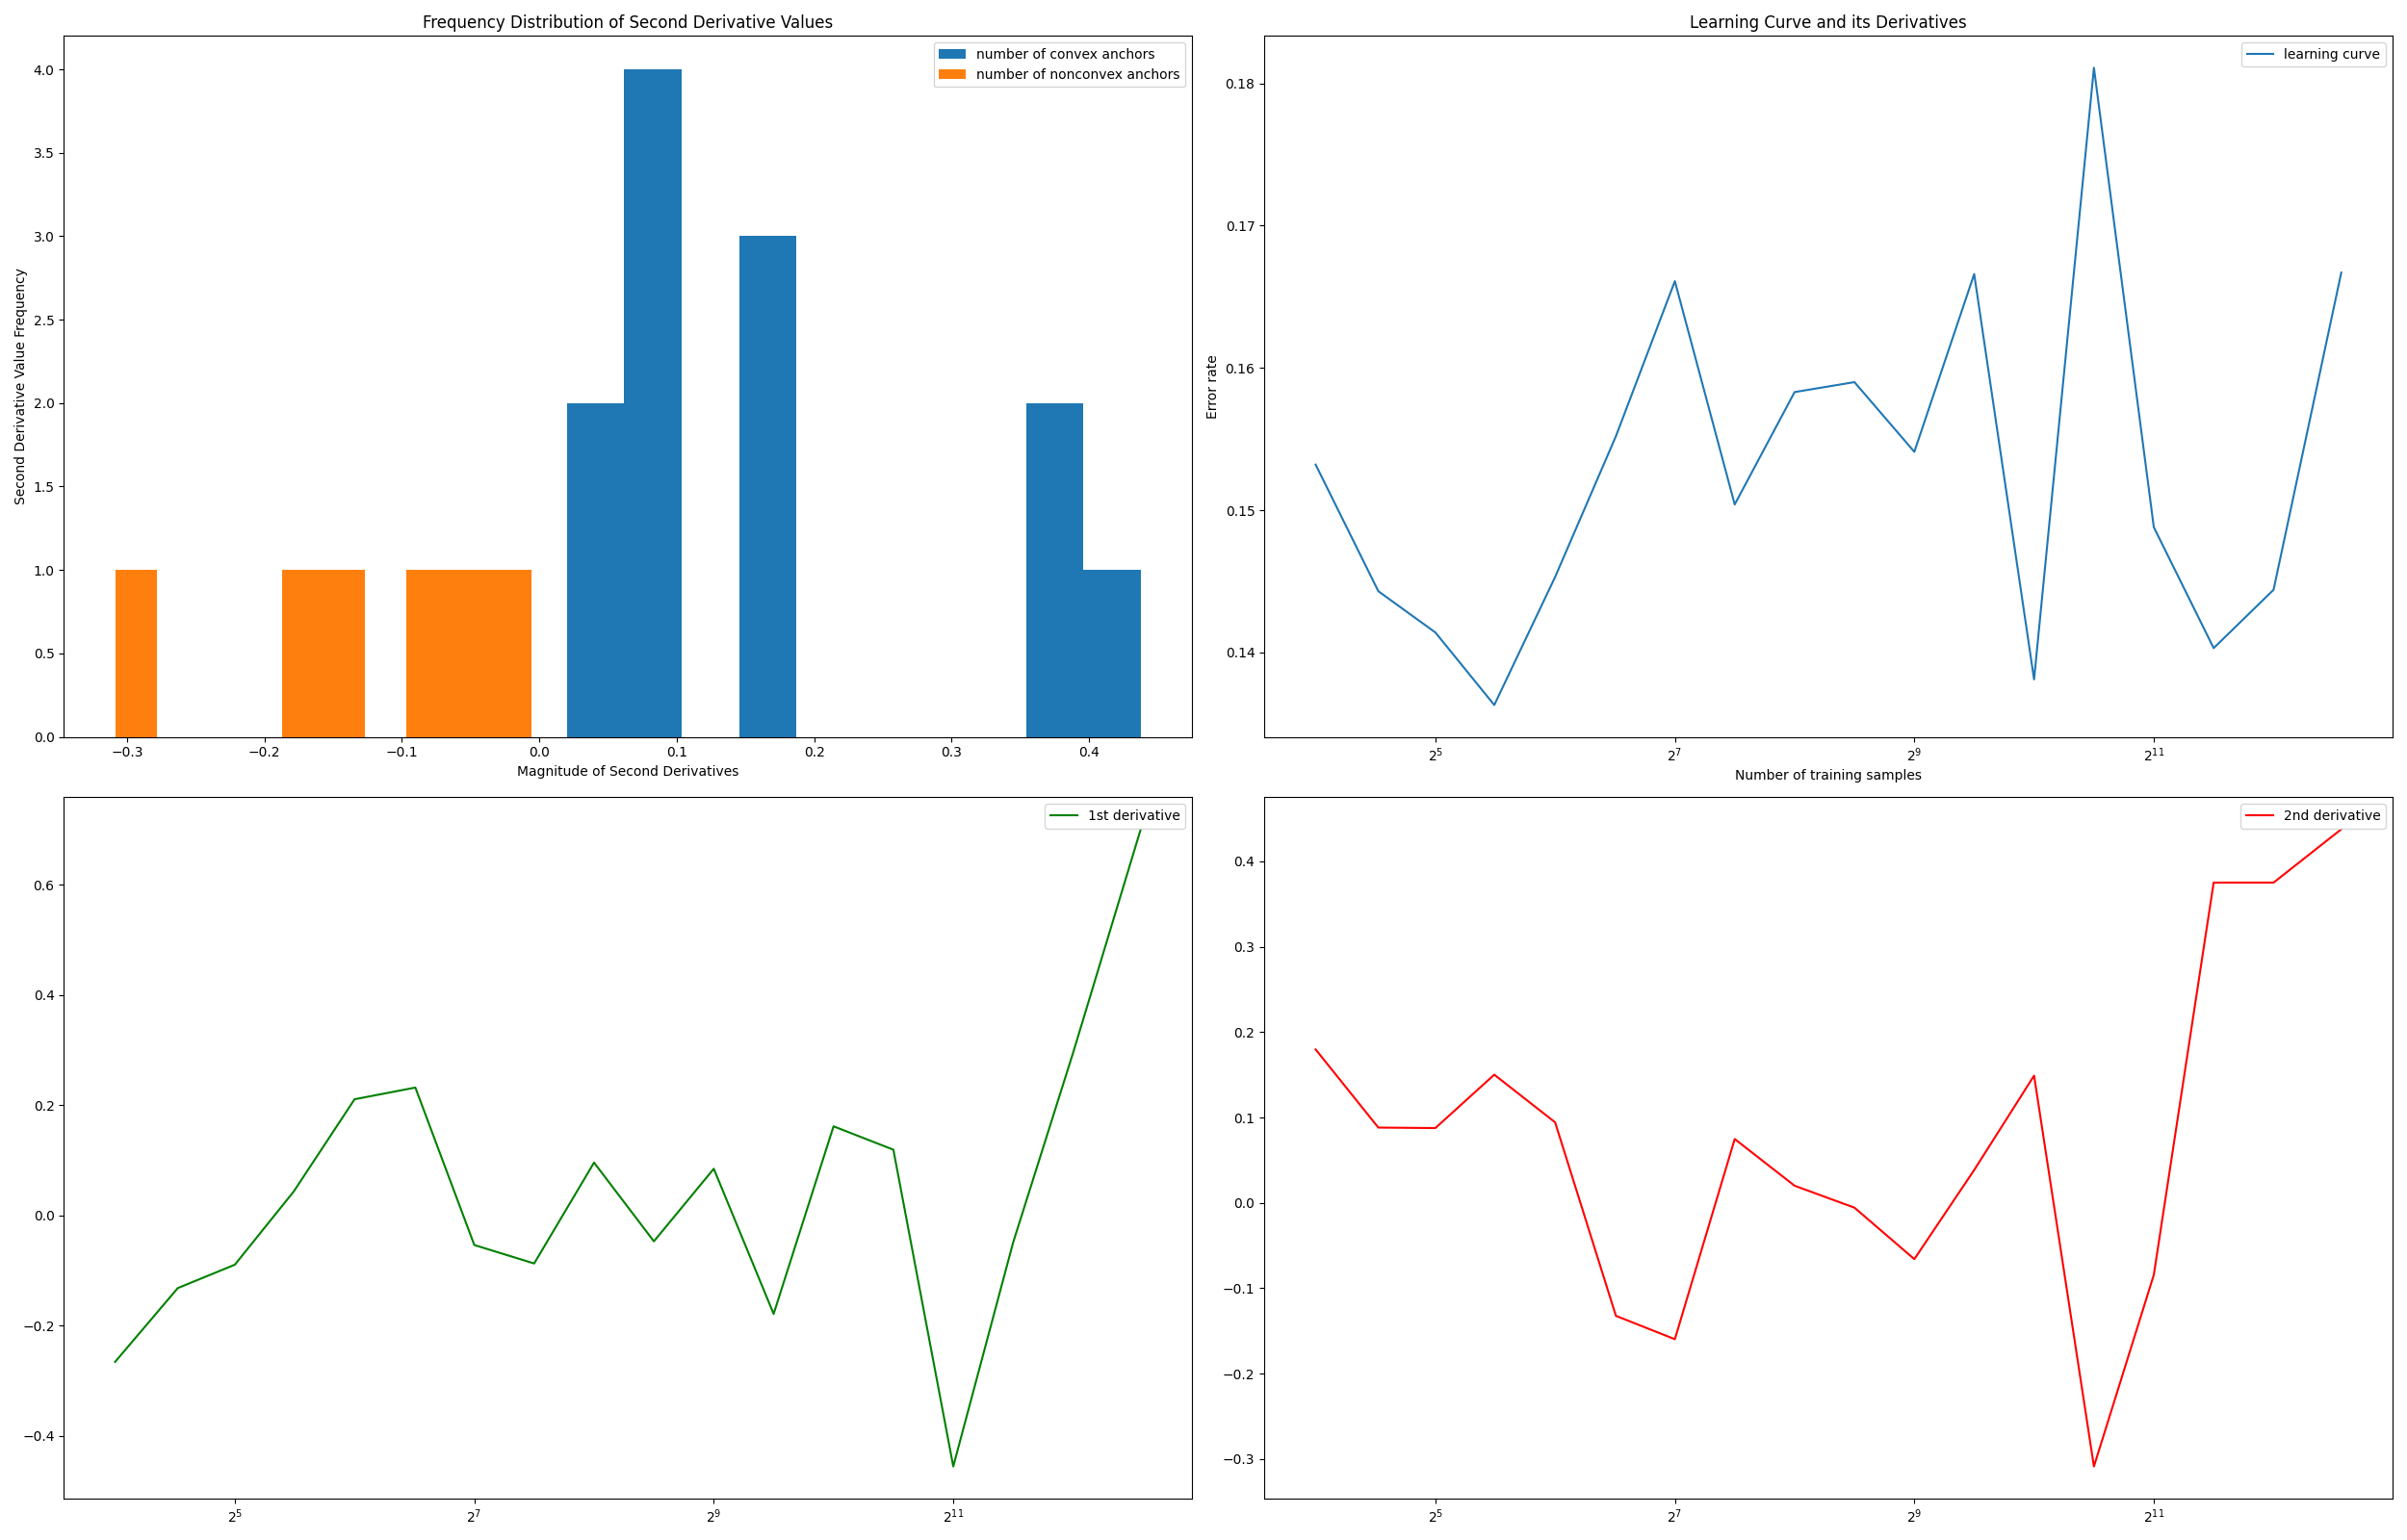 Frequency Distribution of Second Derivative Values
number of convex anchors
number of nonconvex anchors
4.0
3.5
3.0
2.5
2.0
1.5
1.0
0.5
0.0
Second Derivative Value Frequency
−0.3 −0.2 −0.1 0.0 0.1 0.2 0.3 0.4
Magnitude of Second Derivatives
Learning Curve and its Derivatives
learning curve
0.18
0.17
0.16
0.15
0.14
Error rate
2⁵ 2⁷ 2⁹ 2¹¹
Number of training samples
1st derivative
0.6
0.4
0.2
0.0
−0.2
−0.4
2⁵ 2⁷ 2⁹ 2¹¹
2nd derivative
0.4
0.3
0.2
0.1
0.0
−0.1
−0.2
−0.3
2⁵ 2⁷ 2⁹ 2¹¹